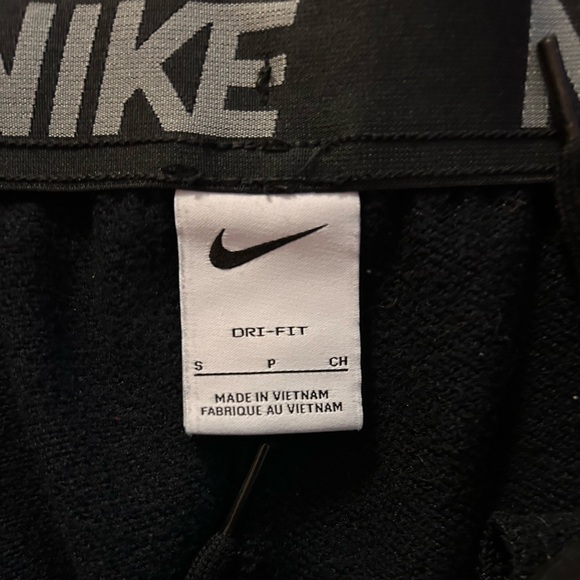 NIKE
DRI-FIT
S P CH
MADE IN VIETNAM
FABRIQUE AU VIETNAM